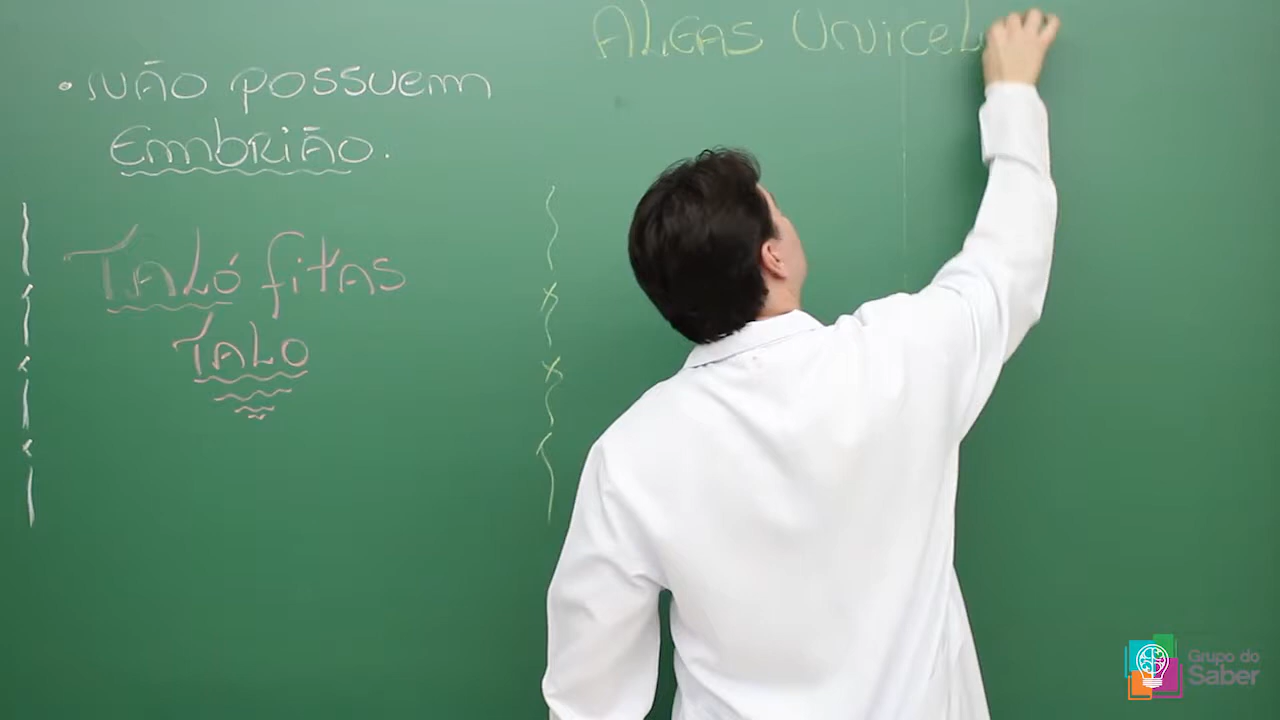 • NÃO POSSUEM
EMBRIÃO.
TALÓfitAS
TALO
ALGAS UNICEL
Grupo do
Saber